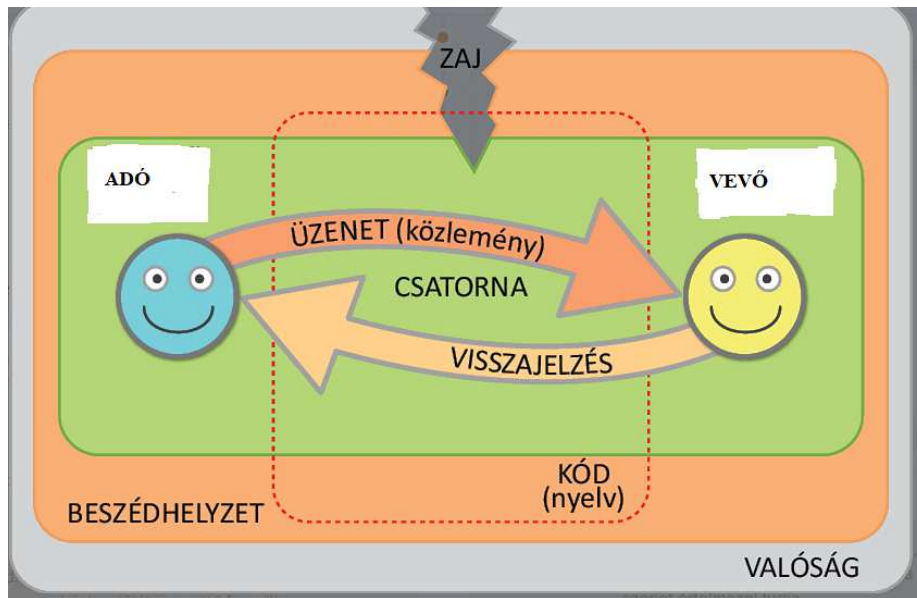 ZAJ
ADÓ
VEVŐ
ÜZENET (közlemény)
CSATORNA
VISSZAJELZÉS
KÓD
(nyelv)
BESZÉDHELYZET
VALÓSÁG